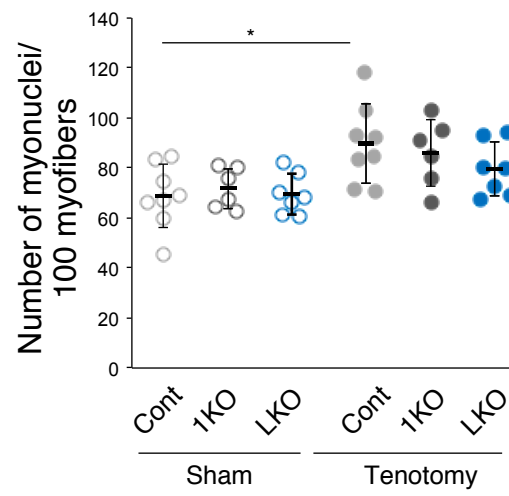 Number of myonuclei/
100 myofibers
140
120
100
80
60
40
20
0
*
Cont
1KO
LKO
Cont
1KO
LKO
Sham
Tenotomy